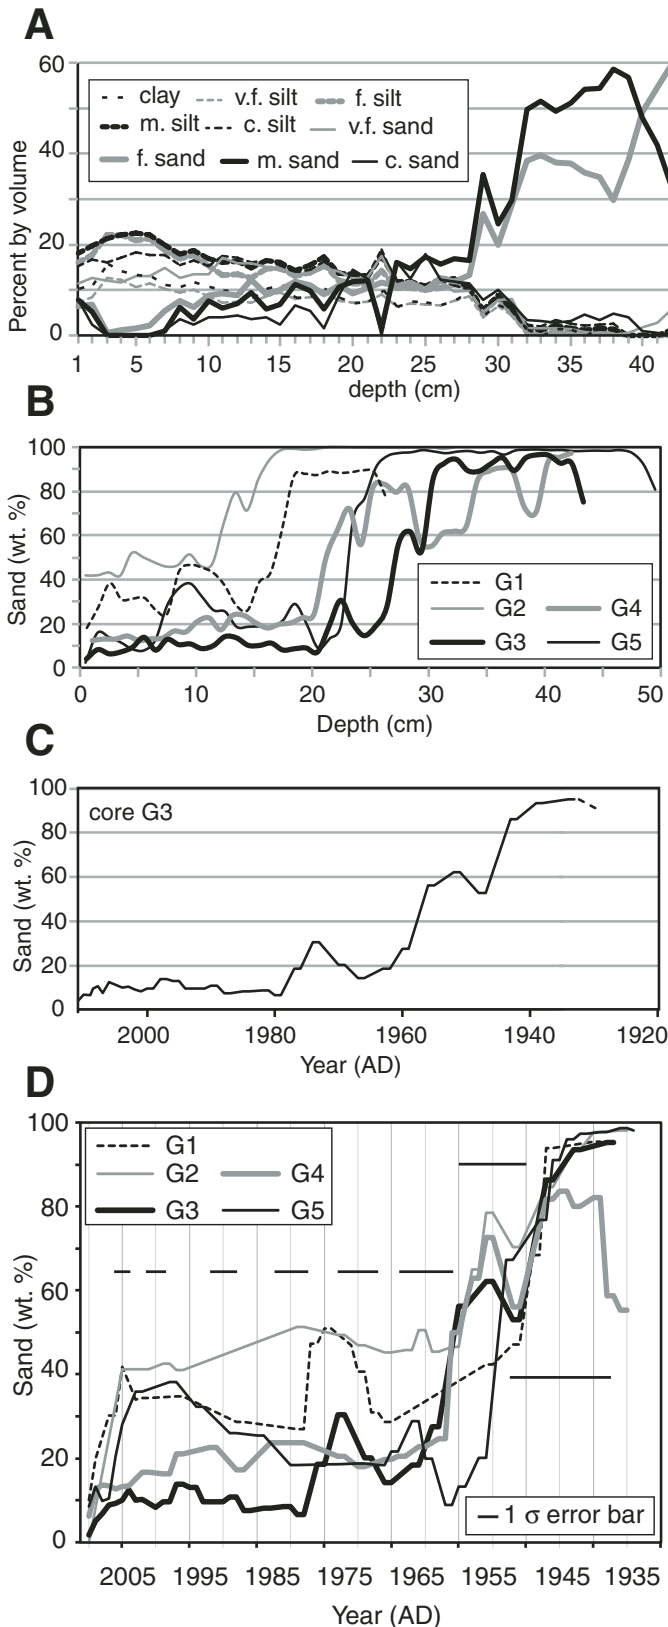 A
60
40
20
0
Percent by volume
clay v.f. silt f. silt
m. silt c. silt v.f. sand
f. sand m. sand c. sand
1 5 10 15 20 25 30 35 40
depth (cm)
B
100
80
60
40
20
0
Sand (wt. %)
G1
G2 G4
G3 G5
0 10 20 30 40 50
Depth (cm)
C
100
80
60
40
20
0
Sand (wt. %)
core G3
2000 1980 1960 1940 1920
Year (AD)
D
100
80
60
40
20
0
Sand (wt. %)
G1
G2 G4
G3 G5
1 σ error bar
2005 1995 1985 1975 1965 1955 1945 1935
Year (AD)